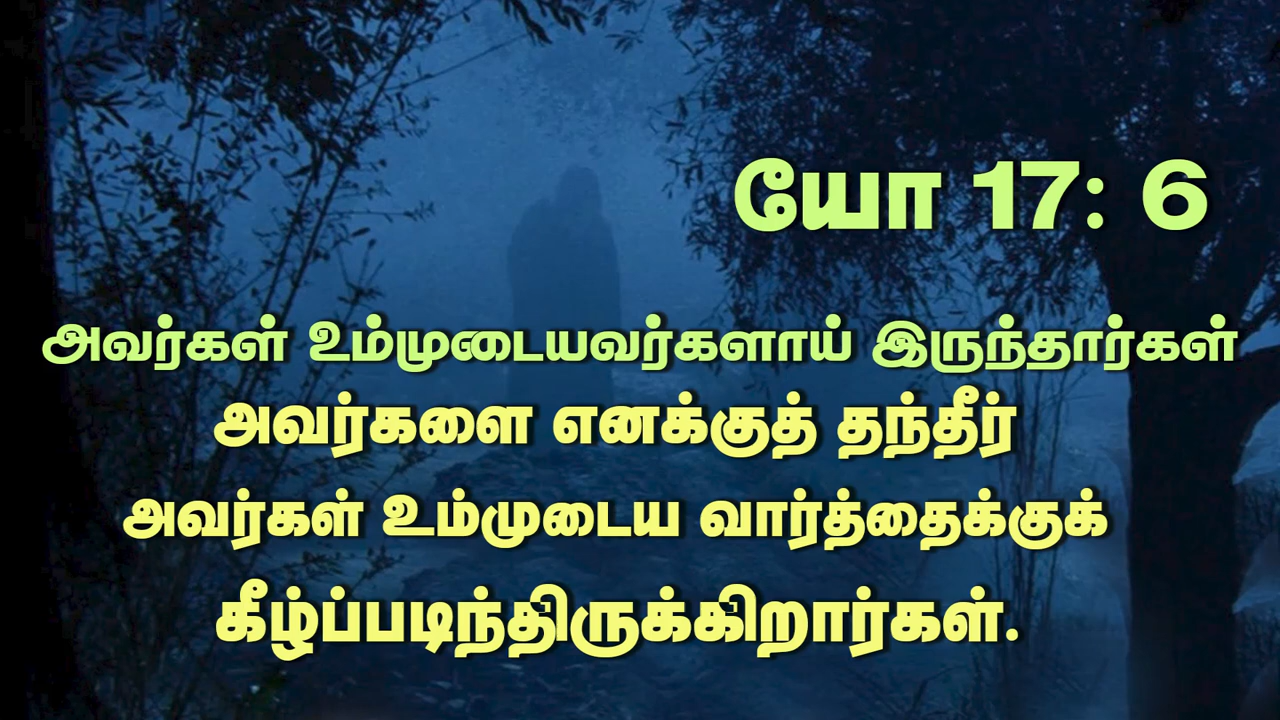 யோ 17: 6
அவர்கள் உம்முடையவர்களாய் இருந்தார்கள்
அவர்களை எனக்குத் தந்தீர்
அவர்கள் உம்முடைய வார்த்தைக்குக்
கீழ்ப்படிந்திருக்கிறார்கள்.